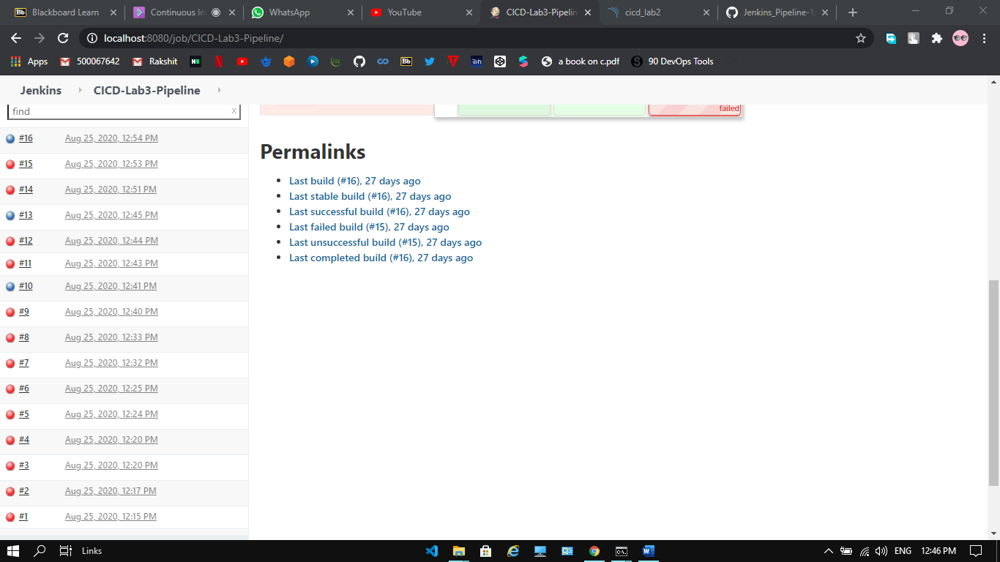 Blackboard Learn
Continuous In
WhatsApp
YouTube
CICD-Lab3-Pipelin
cicd_lab2
Jenkins_Pipeline-1
localhost:8080/job/CICD-Lab3-Pipeline/
Apps
500067642
Rakshit
Bb
a book on c.pdf
90 DevOps Tools
Jenkins
CICD-Lab3-Pipeline
find
x
failed
#16 Aug 25, 2020, 12:54 PM
#15 Aug 25, 2020, 12:53 PM
#14 Aug 25, 2020, 12:51 PM
#13 Aug 25, 2020, 12:45 PM
#12 Aug 25, 2020, 12:44 PM
#11 Aug 25, 2020, 12:43 PM
#10 Aug 25, 2020, 12:41 PM
#9 Aug 25, 2020, 12:40 PM
#8 Aug 25, 2020, 12:33 PM
#7 Aug 25, 2020, 12:32 PM
#6 Aug 25, 2020, 12:25 PM
#5 Aug 25, 2020, 12:24 PM
#4 Aug 25, 2020, 12:20 PM
#3 Aug 25, 2020, 12:20 PM
#2 Aug 25, 2020, 12:17 PM
#1 Aug 25, 2020, 12:15 PM
Permalinks
Last build (#16), 27 days ago
Last stable build (#16), 27 days ago
Last successful build (#16), 27 days ago
Last failed build (#15), 27 days ago
Last unsuccessful build (#15), 27 days ago
Last completed build (#16), 27 days ago
Links
ENG
12:46 PM